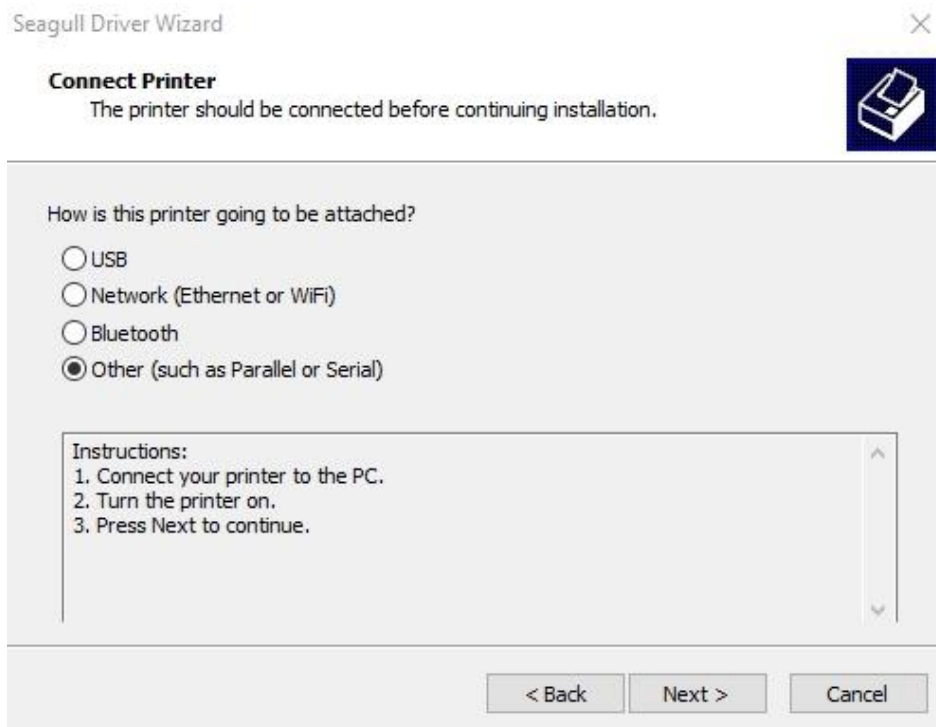 Seagull Driver Wizard
Connect Printer
The printer should be connected before continuing installation.
How is this printer going to be attached?
USB
Network (Ethernet or WiFi)
Bluetooth
Other (such as Parallel or Serial)
Instructions:
1. Connect your printer to the PC.
2. Turn the printer on.
3. Press Next to continue.
< Back Next > Cancel